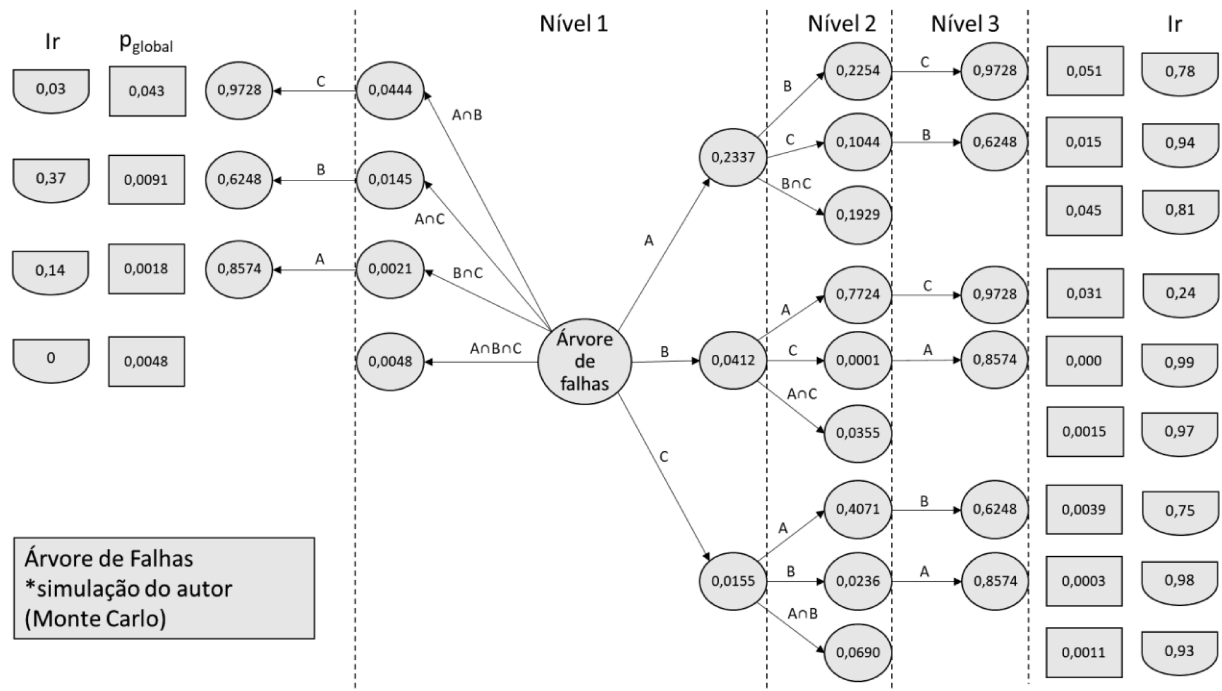 Nível 1
Nível 2
Nível 3
Ir
p_global
Ir
0,03
0,043
0,9728
C
0,0444
A∩B
0,37
0,0091
0,6248
B
0,0145
A∩C
0,14
0,0018
0,8574
A
0,0021
B∩C
0
0,0048
0,0048
A∩B∩C
Árvore
de
falhas
A
0,2337
B
0,2254
C
0,9728
0,051
0,78
C
0,1044
B
0,6248
0,015
0,94
B∩C
0,1929
0,045
0,81
B
0,0412
A
0,7724
C
0,9728
0,031
0,24
C
0,0001
A
0,8574
0,000
0,99
A∩C
0,0355
0,0015
0,97
C
0,0155
A
0,4071
B
0,6248
0,0039
0,75
B
0,0236
A
0,8574
0,0003
0,98
A∩B
0,0690
0,0011
0,93
Árvore de Falhas
*simulação do autor
(Monte Carlo)